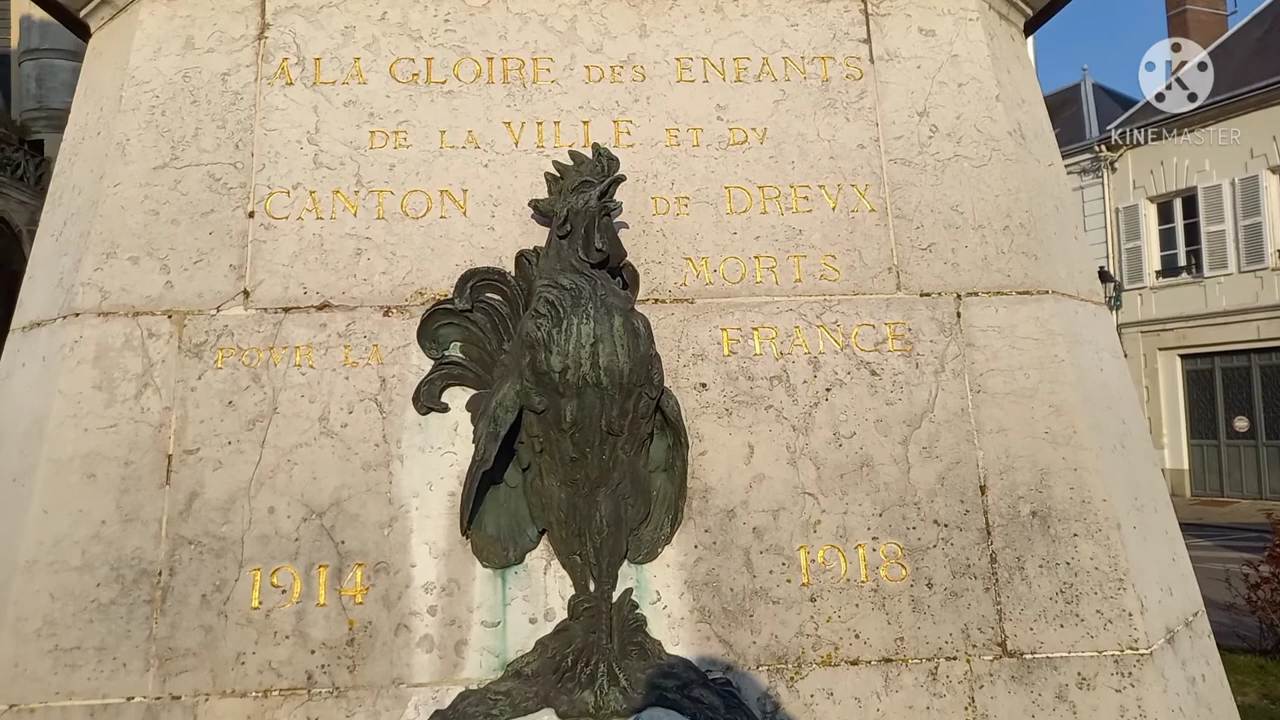 A LA GLOIRE DES ENFANTS
DE LA VILLE ET DV
CANTON DE DREVX
MORTS
POVR LA FRANCE
1914 1918
K
KINEMASTER